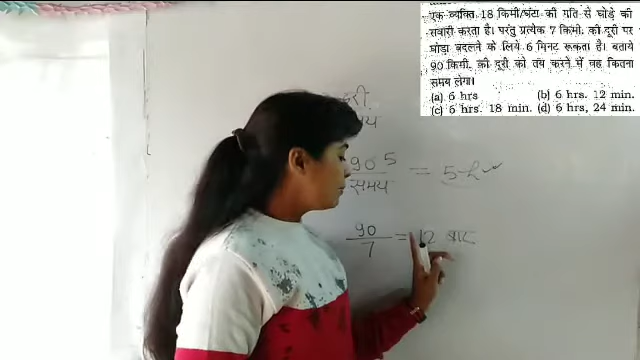 एक व्यक्ति 18 किमी/घंटा की गति से घोड़े की
सवारी करता है। परंतु प्रत्येक 7 किमी. की दूरी पर
घोड़ा बदलने के लिये 6 मिनट रूकता है। बताये
90 किमी. की दूरी को तय करने में वह कितना
समय लेगा।
(a) 6 hrs (b) 6 hrs. 12 min.
(c) 6 hrs. 18 min. (d) 6 hrs, 24 min.
90 5
समय = 5
90
7 = 12 बार